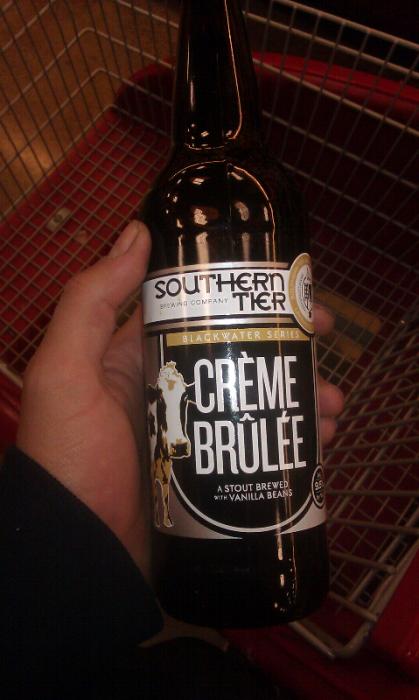 SOUTHERN
BREWING COMPANY TIER
BLACKWATER SERIES
CRÈME
BRÛLÉE
A STOUT BREWED
WITH VANILLA BEANS